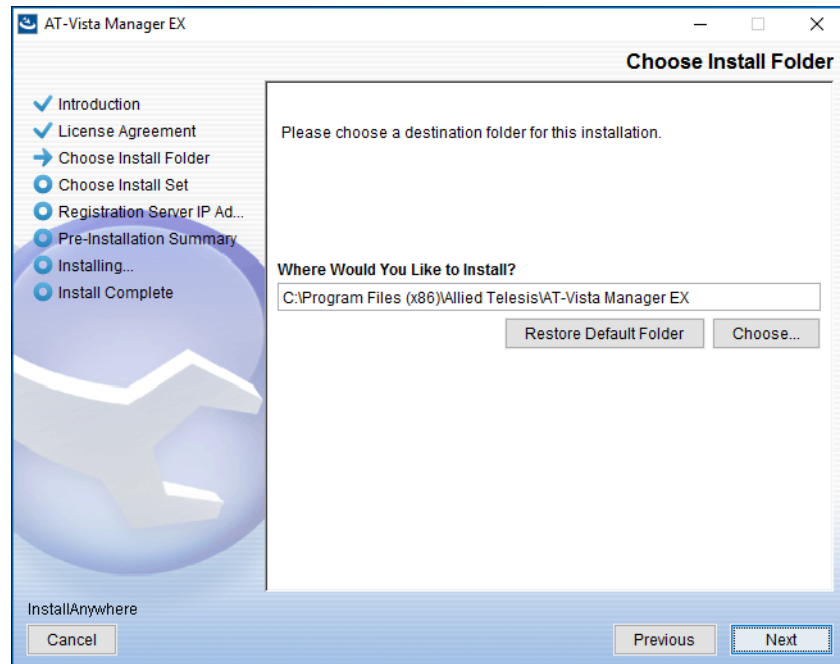 AT-Vista Manager EX
Choose Install Folder
Introduction
License Agreement
Choose Install Folder
Choose Install Set
Registration Server IP Ad...
Pre-Installation Summary
Installing...
Install Complete
Please choose a destination folder for this installation.
Where Would You Like to Install?
C:\Program Files (x86)\Allied Telesis\AT-Vista Manager EX
Restore Default Folder
Choose...
InstallAnywhere
Cancel
Previous
Next